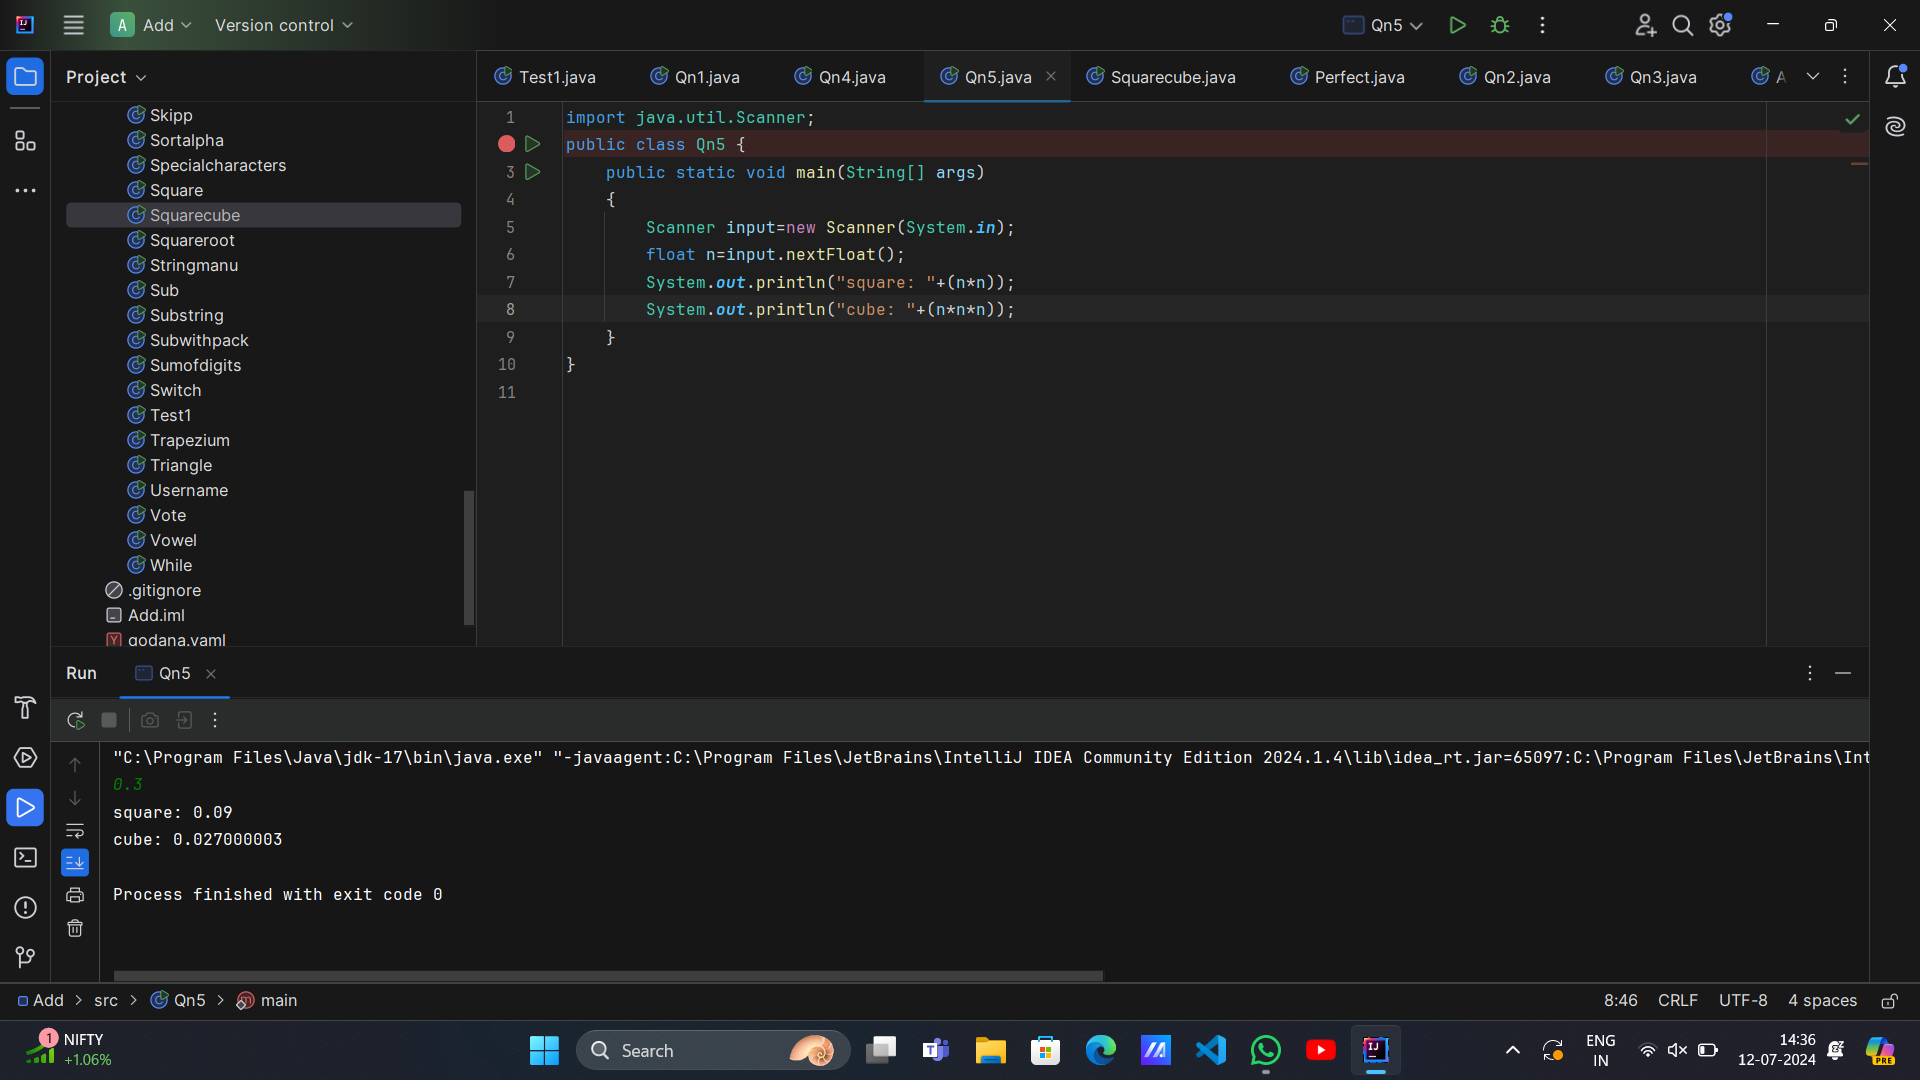 Add
Version control
Qn5
Project
Test1.java
Qn1.java
Qn4.java
Qn5.java
Squarecube.java
Perfect.java
Qn2.java
Qn3.java
A
Skipp
Sortalpha
Specialcharacters
Square
Squarecube
Squareroot
Stringmanu
Sub
Substring
Subwithpack
Sumofdigits
Switch
Test1
Trapezium
Triangle
Username
Vote
Vowel
While
.gitignore
Add.iml
qodana.yaml
1 import java.util.Scanner;
public class Qn5 {
3 public static void main(String[] args)
4 {
5 Scanner input=new Scanner(System.in);
6 float n=input.nextFloat();
7 System.out.println("square: "+(n*n));
8 System.out.println("cube: "+(n*n*n));
9 }
10 }
11
Run
Qn5
"C:\Program Files\Java\jdk-17\bin\java.exe" "-javaagent:C:\Program Files\JetBrains\IntelliJ IDEA Community Edition 2024.1.4\lib\idea_rt.jar=65097:C:\Program Files\JetBrains\Int
0.3
square: 0.09
cube: 0.027000003
Process finished with exit code 0
Add > src > Qn5 > main
8:46 CRLF UTF-8 4 spaces
1
NIFTY
+1.06%
Search
ENG
IN
14:36
12-07-2024
PRE